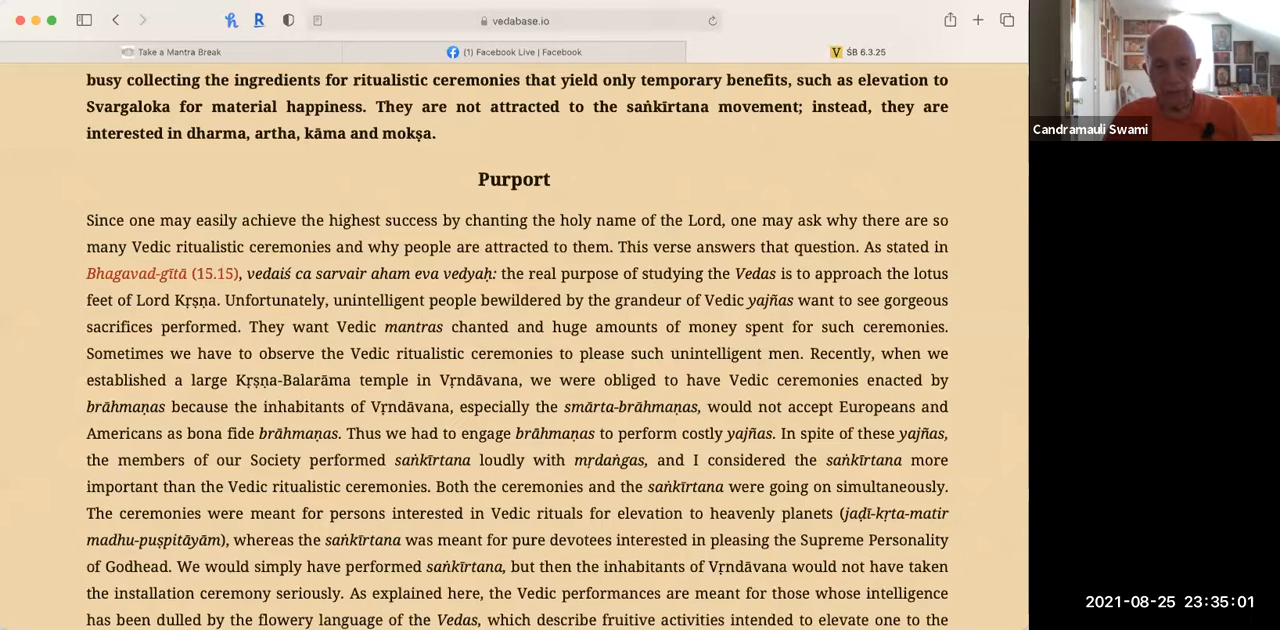 vedabase.io
Take a Mantra Break
(1) Facebook Live | Facebook
V ŚB 6.3.25
busy collecting the ingredients for ritualistic ceremonies that yield only temporary benefits, such as elevation to
Svargaloka for material happiness. They are not attracted to the saṅkīrtana movement; instead, they are
interested in dharma, artha, kāma and mokṣa.
Candramauli Swami
Purport
Since one may easily achieve the highest success by chanting the holy name of the Lord, one may ask why there are so
many Vedic ritualistic ceremonies and why people are attracted to them. This verse answers that question. As stated in
Bhagavad-gītā (15.15), vedaiś ca sarvair aham eva vedyaḥ: the real purpose of studying the Vedas is to approach the lotus
feet of Lord Kṛṣṇa. Unfortunately, unintelligent people bewildered by the grandeur of Vedic yajñas want to see gorgeous
sacrifices performed. They want Vedic mantras chanted and huge amounts of money spent for such ceremonies.
Sometimes we have to observe the Vedic ritualistic ceremonies to please such unintelligent men. Recently, when we
established a large Kṛṣṇa-Balarāma temple in Vṛndāvana, we were obliged to have Vedic ceremonies enacted by
brāhmaṇas because the inhabitants of Vṛndāvana, especially the smārta-brāhmaṇas, would not accept Europeans and
Americans as bona fide brāhmaṇas. Thus we had to engage brāhmaṇas to perform costly yajñas. In spite of these yajñas,
the members of our Society performed saṅkīrtana loudly with mṛdaṅgas, and I considered the saṅkīrtana more
important than the Vedic ritualistic ceremonies. Both the ceremonies and the saṅkīrtana were going on simultaneously.
The ceremonies were meant for persons interested in Vedic rituals for elevation to heavenly planets (jaḍī-kṛta-matir
madhu-puṣpitāyām), whereas the saṅkīrtana was meant for pure devotees interested in pleasing the Supreme Personality
of Godhead. We would simply have performed saṅkīrtana, but then the inhabitants of Vṛndāvana would not have taken
the installation ceremony seriously. As explained here, the Vedic performances are meant for those whose intelligence
has been dulled by the flowery language of the Vedas, which describe fruitive activities intended to elevate one to the
2021-08-25 23:35:01